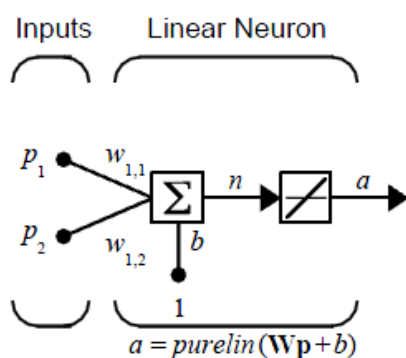 Inputs Linear Neuron
p1 w1,1 n a
Σ
p2 w1,2 b
1
a = purelin (Wp + b)